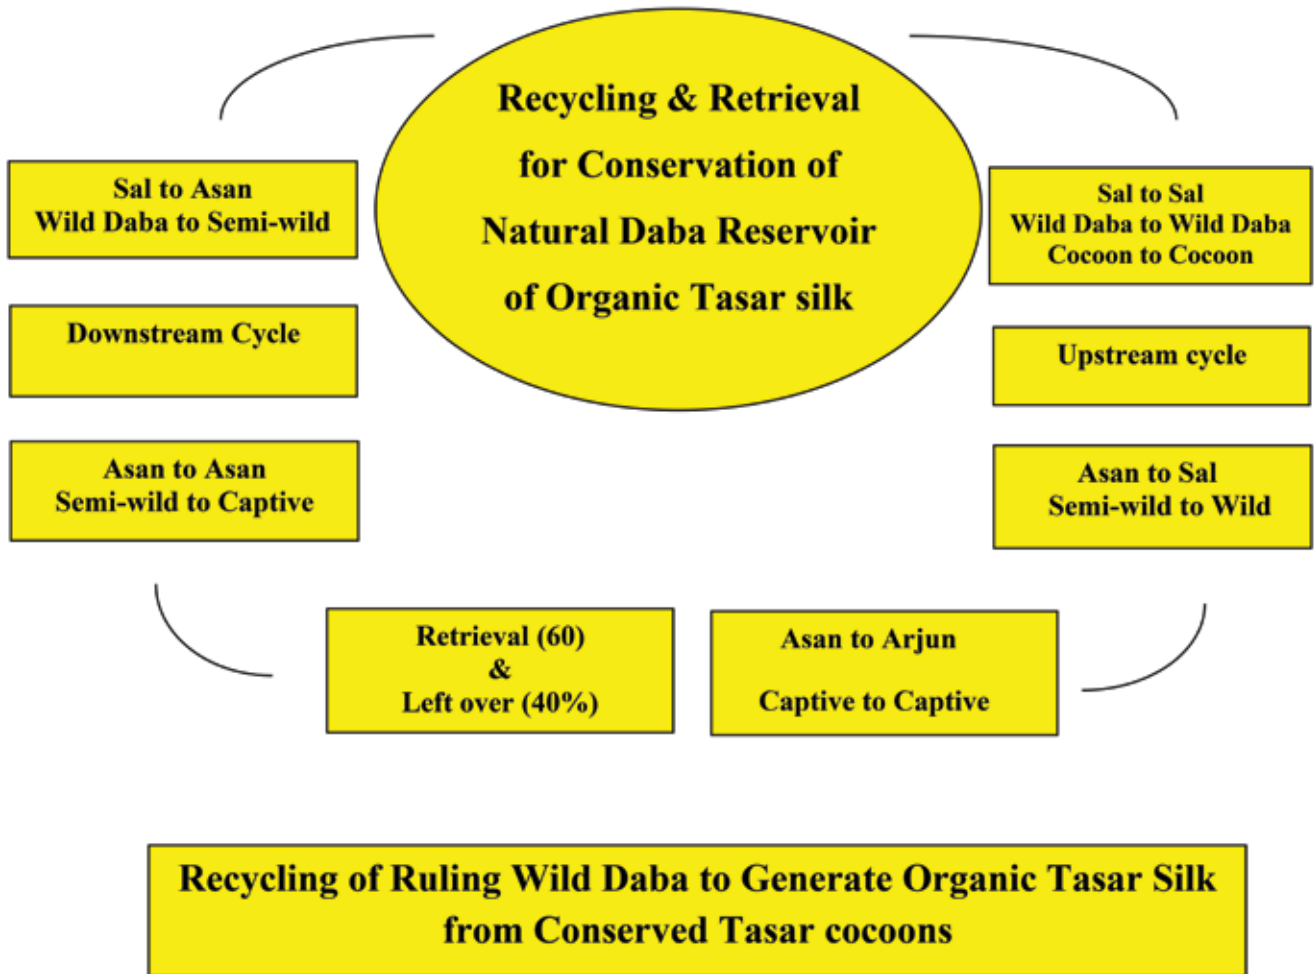 Recycling & Retrieval
for Conservation of
Natural Daba Reservoir
of Organic Tasar silk
Sal to Asan
Wild Daba to Semi-wild
Downstream Cycle
Asan to Asan
Semi-wild to Captive
Sal to Sal
Wild Daba to Wild Daba
Cocoon to Cocoon
Upstream cycle
Asan to Sal
Semi-wild to Wild
Retrieval (60)
&
Left over (40%)
Asan to Arjun
Captive to Captive
Recycling of Ruling Wild Daba to Generate Organic Tasar Silk
from Conserved Tasar cocoons